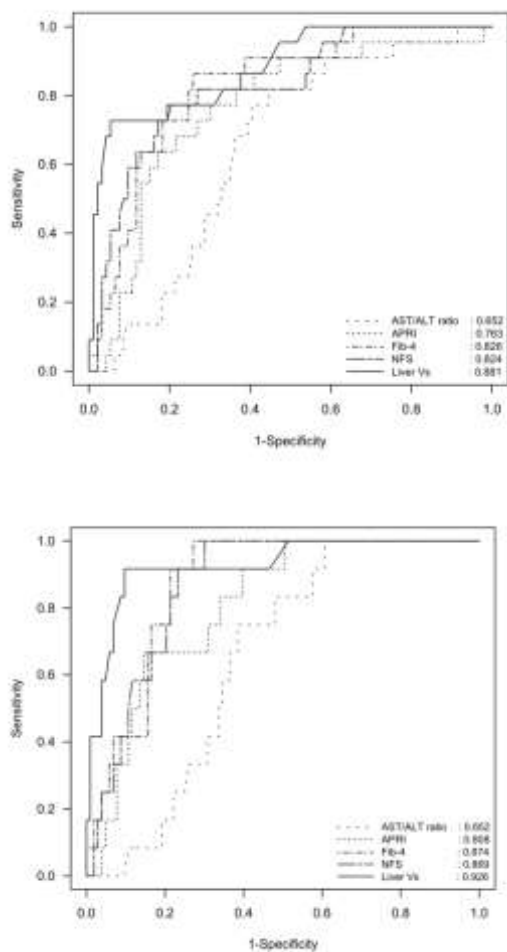 1.0
0.8
0.6
0.4
0.2
0.0
Sensitivity
AST/ALT ratio : 0.652
APRI : 0.763
Fib-4 : 0.826
NFS : 0.824
Liver Vs : 0.881
0.0 0.2 0.4 0.6 0.8 1.0
1-Specificity
1.0
0.8
0.6
0.4
0.2
0.0
Sensitivity
AST/ALT ratio : 0.652
APRI : 0.808
Fib-4 : 0.874
NFS : 0.869
Liver Vs : 0.926
0.0 0.2 0.4 0.6 0.8 1.0
1-Specificity